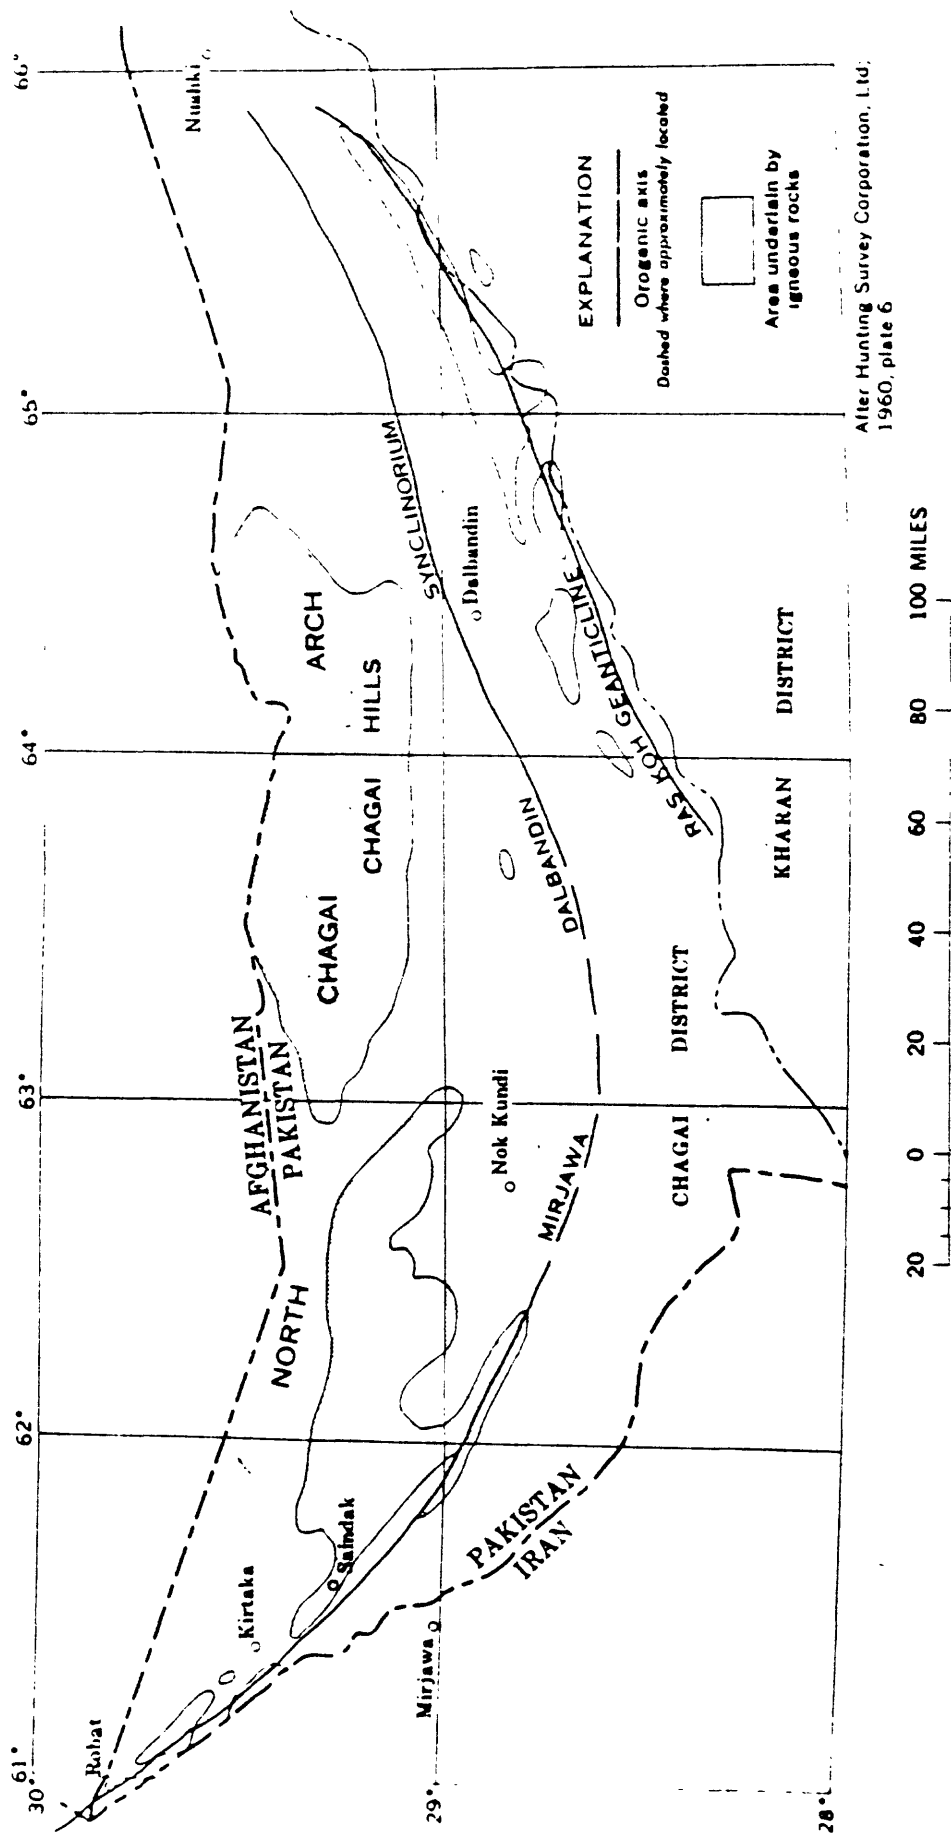 61°
62°
63°
64°
65°
66°
30°
29°
28°
Robat
Kirtaka
Saindak
Mirjawa
Nok Kundi
Dalbandin
Nushki
AFGHANISTAN
PAKISTAN
PAKISTAN
IRAN
NORTH CHAGAI ARCH
CHAGAI HILLS
MIRJAWA DALBANDIN SYNCLINORIUM
RAS KOH GEANTICLINE
CHAGAI DISTRICT
KHARAN DISTRICT
EXPLANATION
Orogenic axis
Dashed where approximately located
Area underlain by
igneous rocks
After Hunting Survey Corporation, Ltd;
1960, plate 6
20 0 20 40 60 80 100 MILES